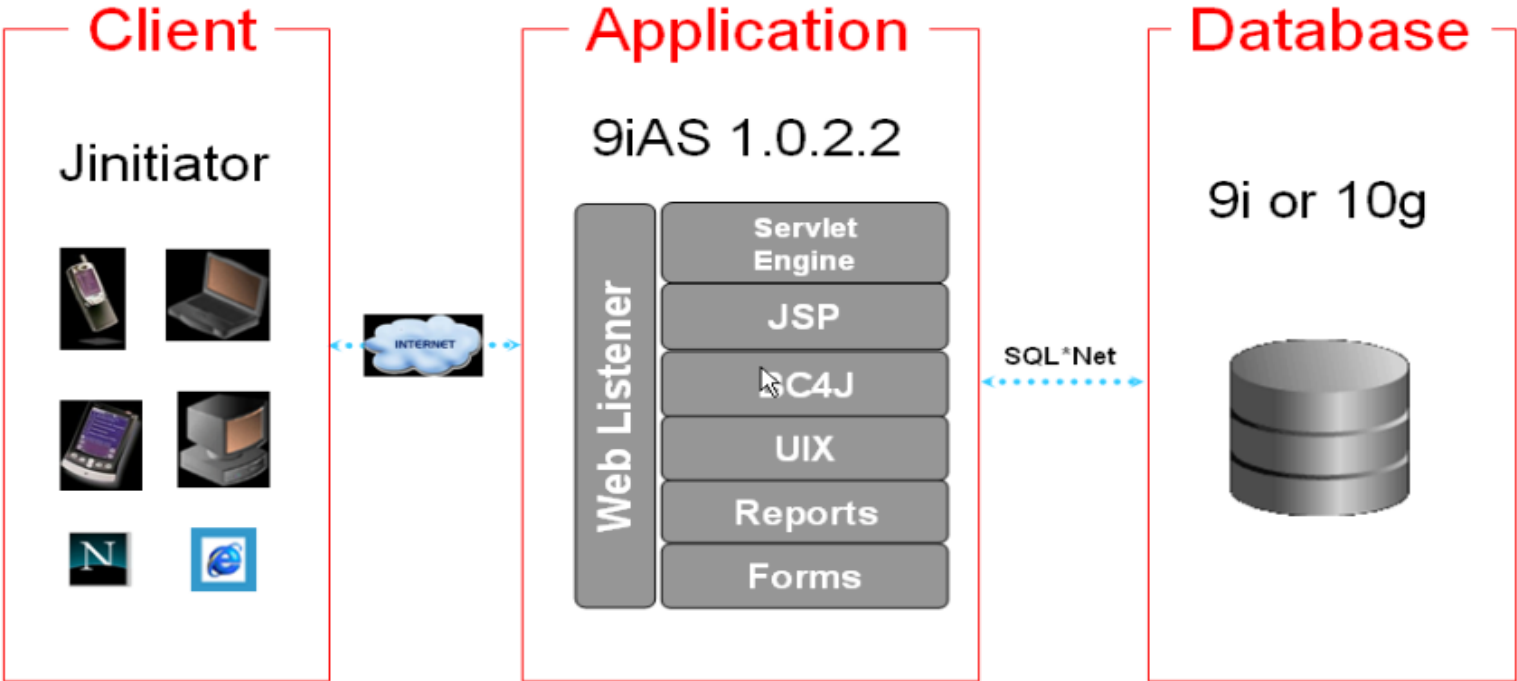 Client
Application
Database
Jinitiator
9iAS 1.0.2.2
9i or 10g
Web Listener
Servlet
Engine
JSP
C4J
UIX
Reports
Forms
INTERNET
SQL*Net
N
e